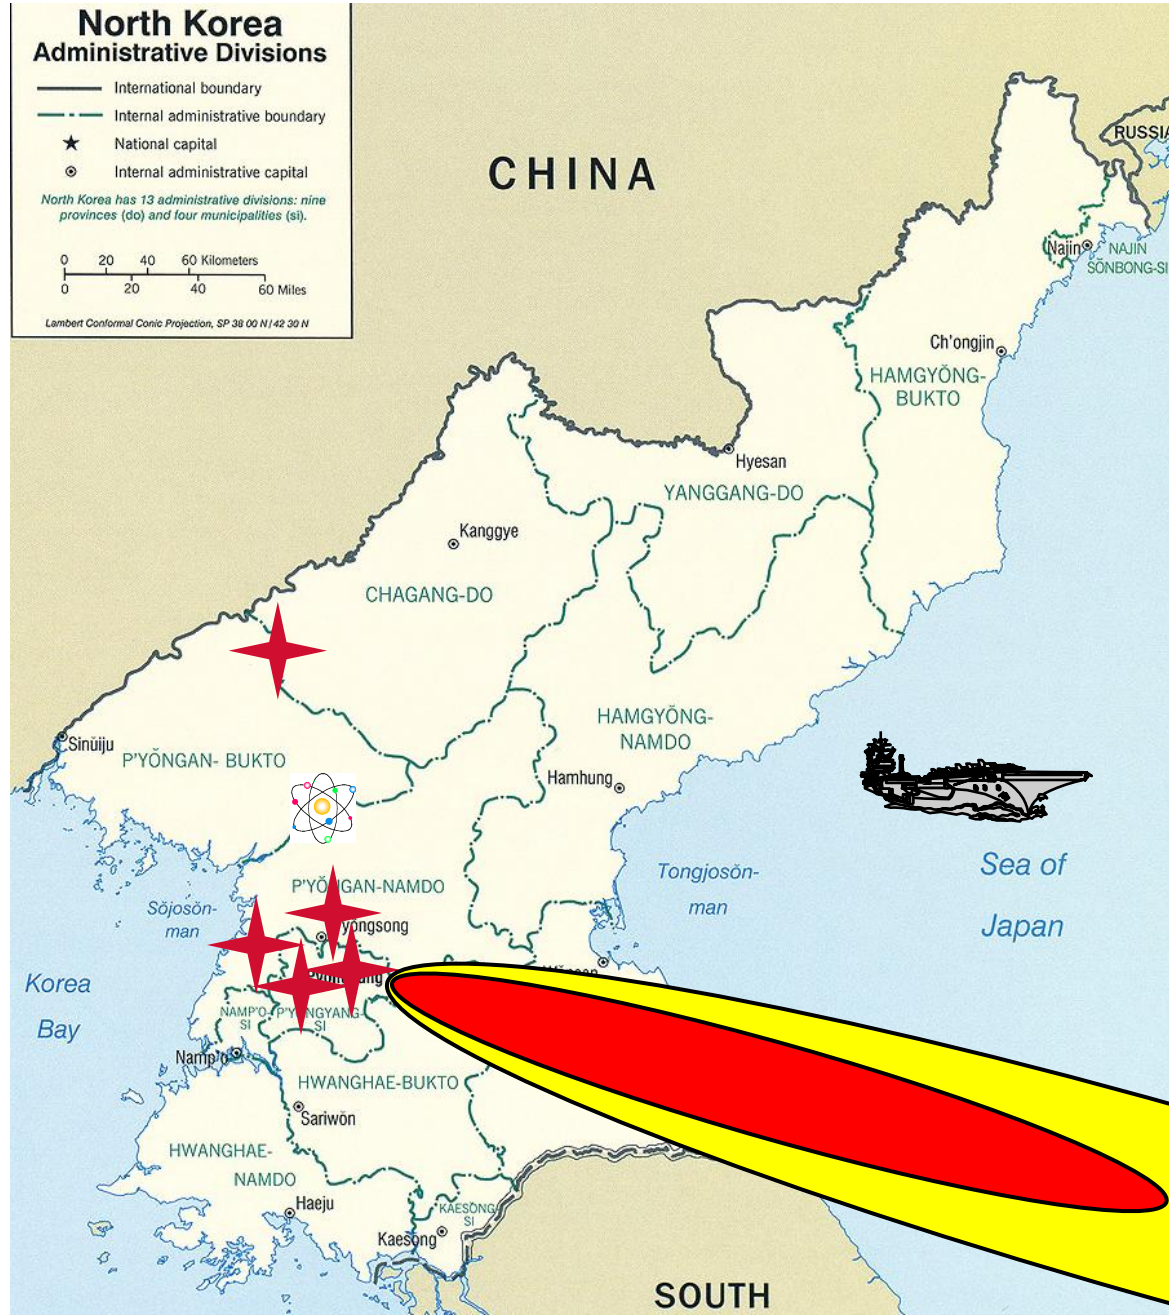 North Korea
Administrative Divisions
International boundary
Internal administrative boundary
National capital
Internal administrative capital
North Korea has 13 administrative divisions: nine
provinces (do) and four municipalities (si).
0 20 40 60 Kilometers
0 20 40 60 Miles
Lambert Conformal Conic Projection, SP 38 00 N / 42 30 N
CHINA
RUSSIA
Najin
NAJIN
SŎNBONG-SI
Ch'ongjin
HAMGYŎNG-
BUKTO
Hyesan
YANGGANG-DO
Kanggye
CHAGANG-DO
HAMGYŎNG-
NAMDO
Sinŭiju
P'YŎNGAN- BUKTO
Hamhung
Sea of
Japan
Tongjosŏn-
man
P'YŎNGAN-NAMDO
Sŏjosŏn-
man
Korea
Bay
NAMP'O-
SI
P'YŎNGYANG-
SI
Namp'o
HWANGHAE-BUKTO
Sariwŏn
HWANGHAE-
NAMDO
Haeju
KAESŎNG-
SI
Kaesŏng
SOUTH